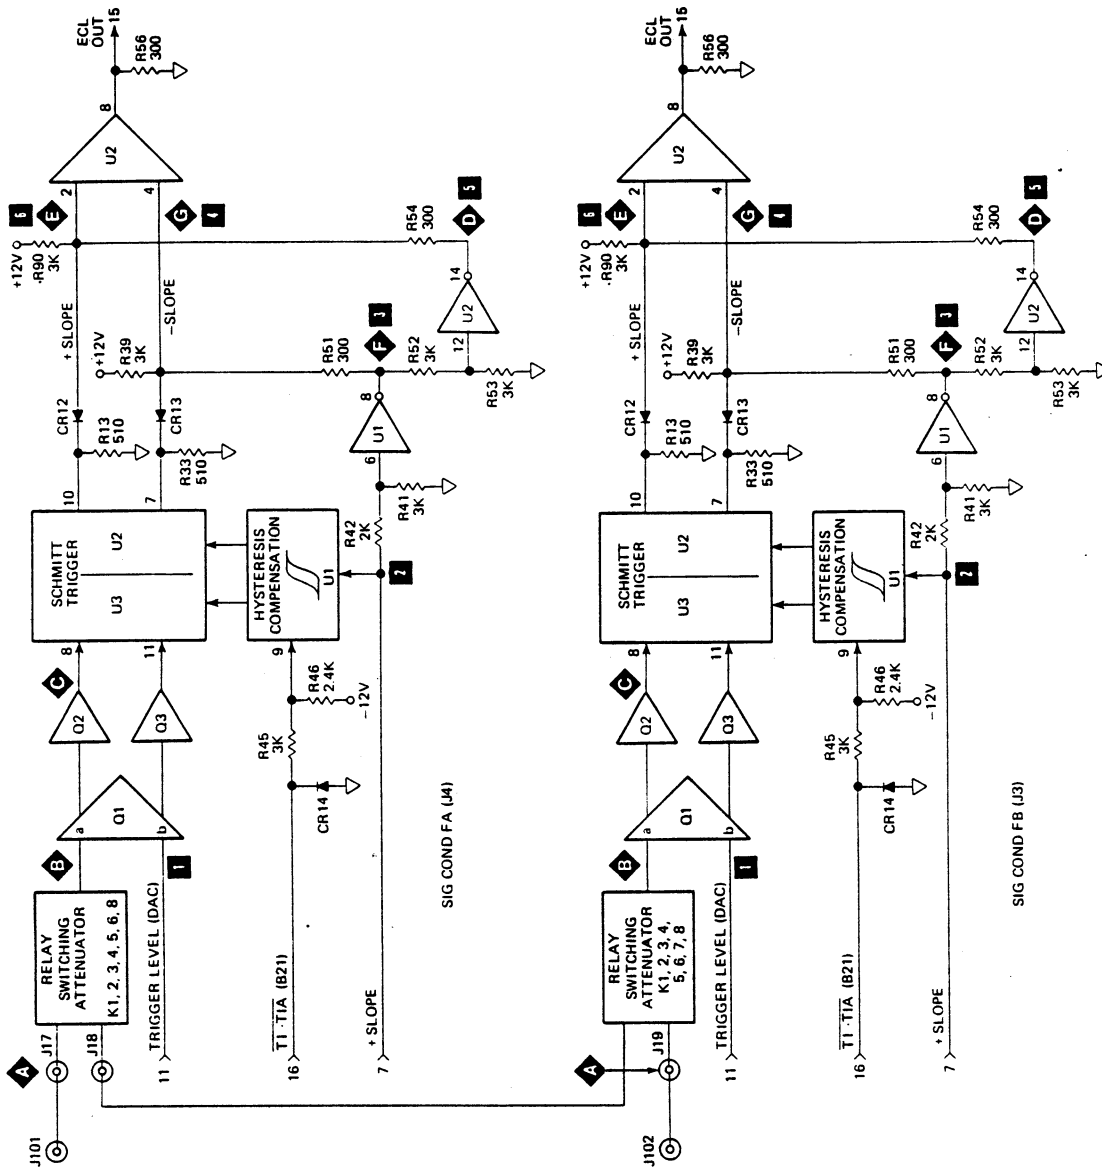 J101
A
J17
J18
RELAY
SWITCHING
ATTENUATOR
K1, 2, 3, 4, 5, 6, 8
B
1
TRIGGER LEVEL (DAC)
11
a
b
Q1
Q2
Q3
C
8
11
SCHMITT
TRIGGER
U3
U2
10
7
R13
510
R33
510
CR12
CR13
+12V
R39
3K
+ SLOPE
−SLOPE
+12V
R90
3K
6
E
G
4
2
4
U2
8
R56
300
ECL
OUT
15
16
TI ·TIA (B21)
CR14
R45
3K
R46
2.4K
−12V
9
HYSTERESIS
COMPENSATION
U1
7
+ SLOPE
2
R42
2K
R41
3K
6
U1
8
F
3
R51
300
R52
3K
R53
3K
12
U2
14
D
5
R54
300
SIG COND FA (J4)
J102
A
J19
RELAY
SWITCHING
ATTENUATOR
K1, 2, 3, 4,
5, 6, 7, 8
B
1
TRIGGER LEVEL (DAC)
11
a
b
Q1
Q2
Q3
C
8
11
SCHMITT
TRIGGER
U3
U2
10
7
R13
510
R33
510
CR12
CR13
+12V
R39
3K
+ SLOPE
−SLOPE
+12V
R90
3K
6
E
G
4
2
4
U2
8
R56
300
ECL
OUT
15
16
TI ·TIA (B21)
CR14
R45
3K
R46
2.4K
−12V
9
HYSTERESIS
COMPENSATION
U1
7
+ SLOPE
2
R42
2K
R41
3K
6
U1
8
F
3
R51
300
R52
3K
R53
3K
12
U2
14
D
5
R54
300
SIG COND FB (J3)